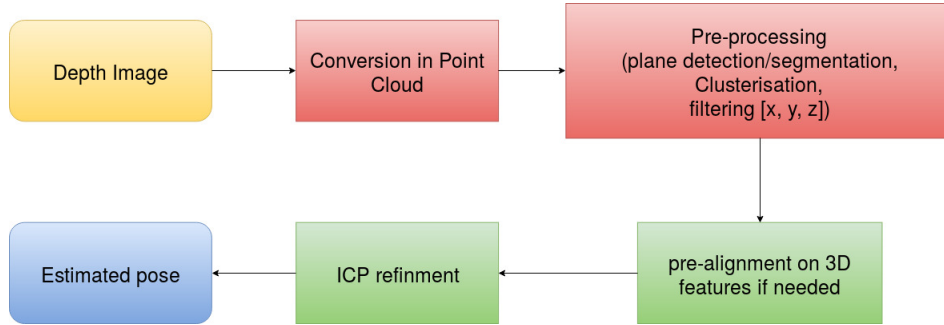 Depth Image
Conversion in Point
Cloud
Pre-processing
(plane detection/segmentation,
Clusterisation,
filtering [x, y, z])
Estimated pose
ICP refinment
pre-alignment on 3D
features if needed